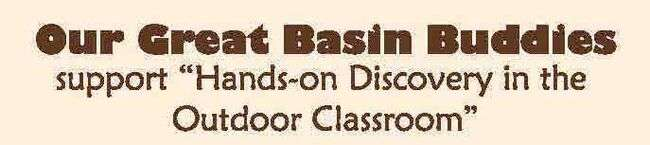 Our Great Basin Buddies
support “Hands-on Discovery in the
Outdoor Classroom”